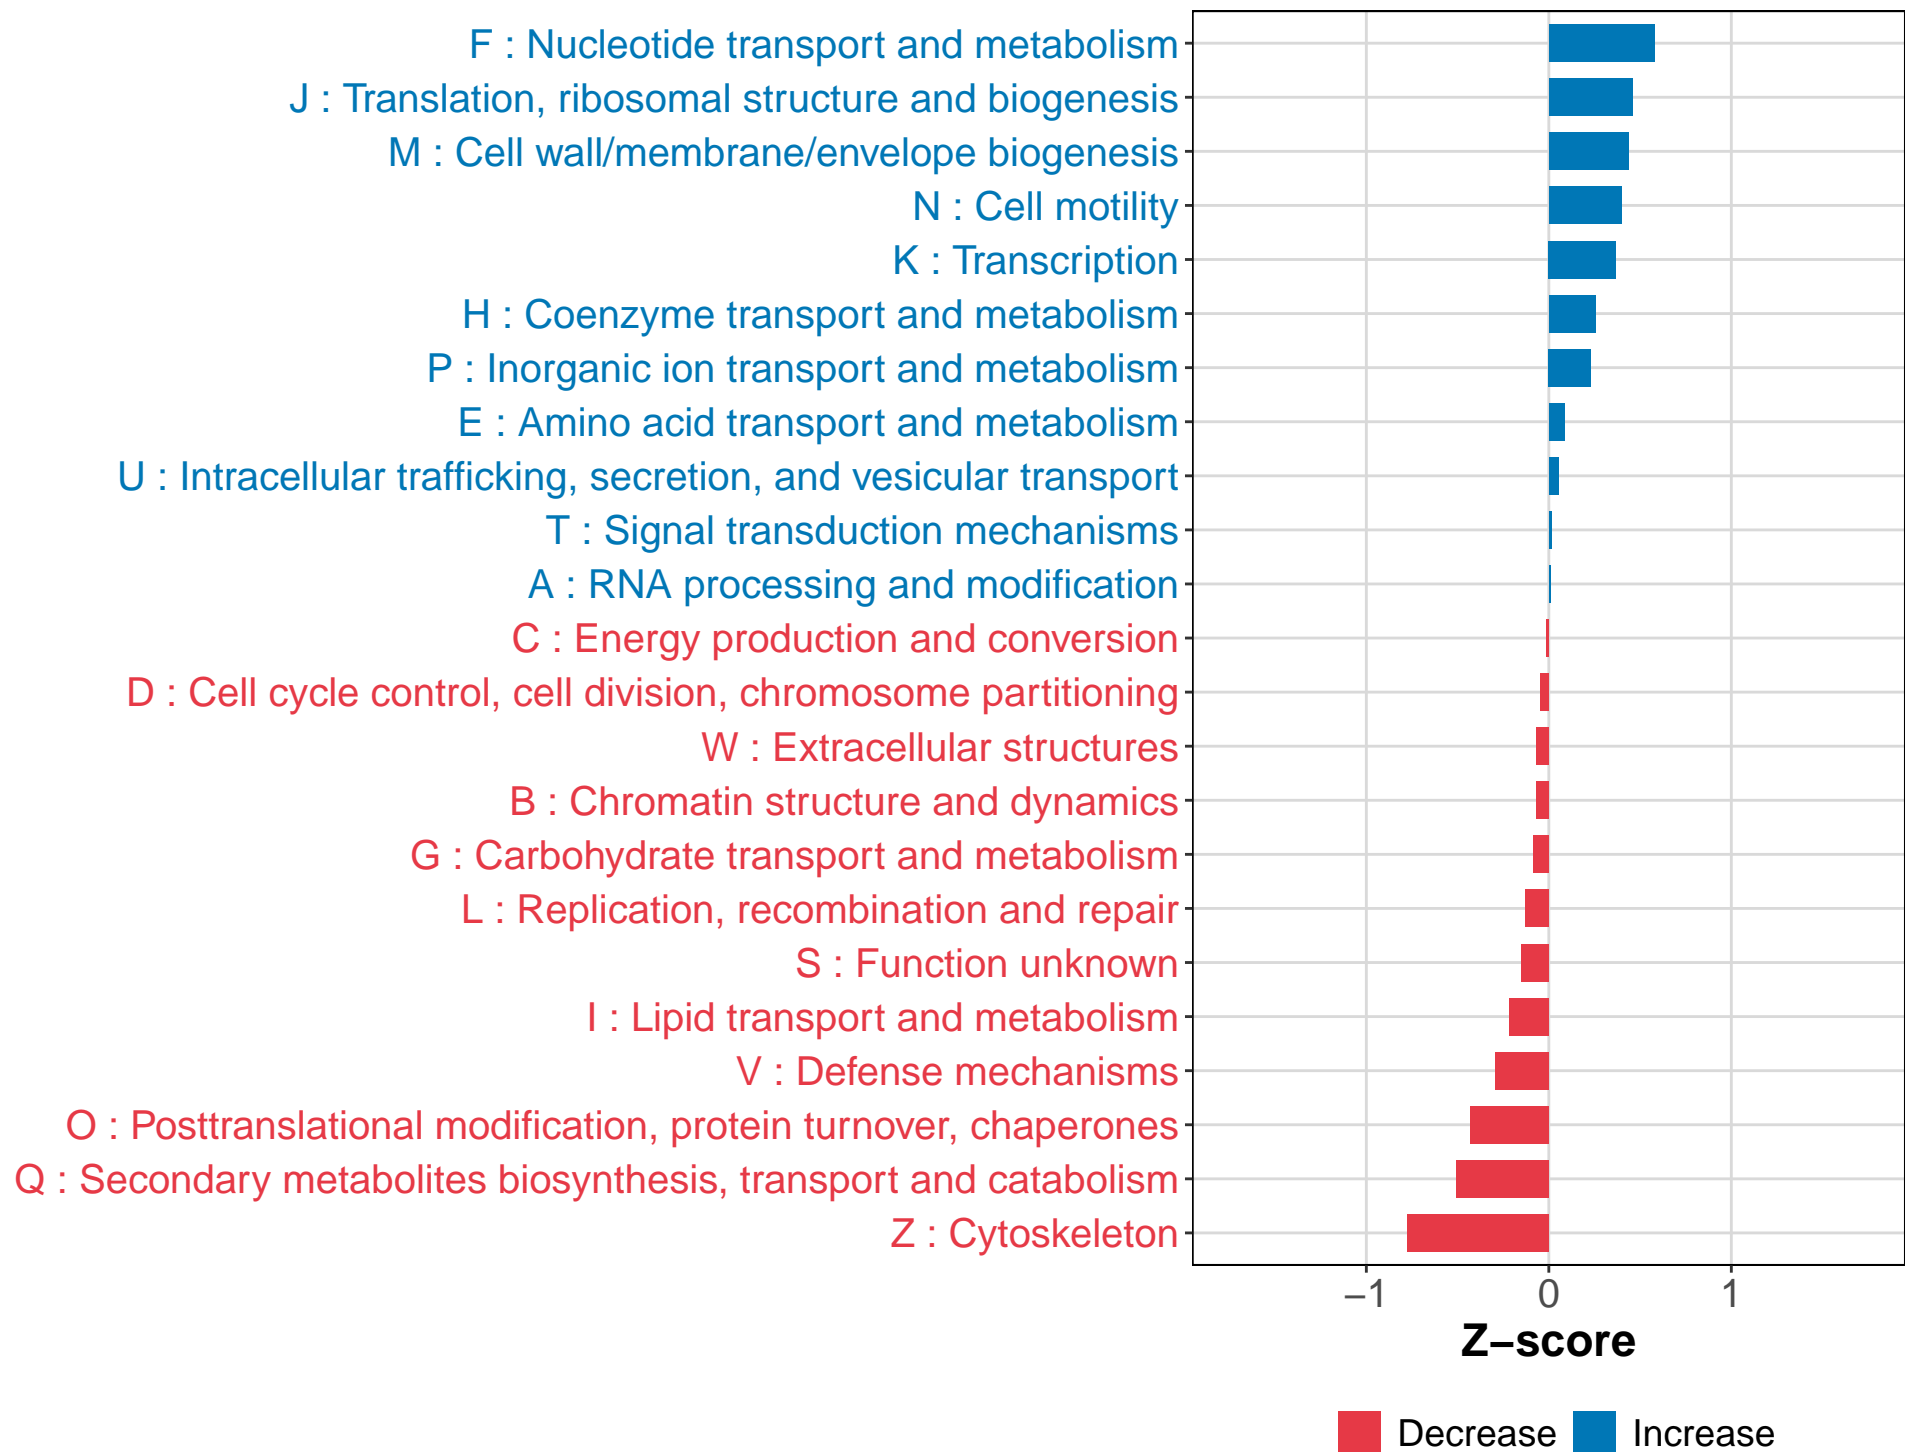 F : Nucleotide transport and metabolism
J : Translation, ribosomal structure and biogenesis
M : Cell wall/membrane/envelope biogenesis
N : Cell motility
K : Transcription
H : Coenzyme transport and metabolism
P : Inorganic ion transport and metabolism
E : Amino acid transport and metabolism
U : Intracellular trafficking, secretion, and vesicular transport
T : Signal transduction mechanisms
A : RNA processing and modification
C : Energy production and conversion
D : Cell cycle control, cell division, chromosome partitioning
W : Extracellular structures
B : Chromatin structure and dynamics
G : Carbohydrate transport and metabolism
L : Replication, recombination and repair
S : Function unknown
I : Lipid transport and metabolism
V : Defense mechanisms
O : Posttranslational modification, protein turnover, chaperones
Q : Secondary metabolites biosynthesis, transport and catabolism
Z : Cytoskeleton
−1 0 1
Z−score
Decrease Increase